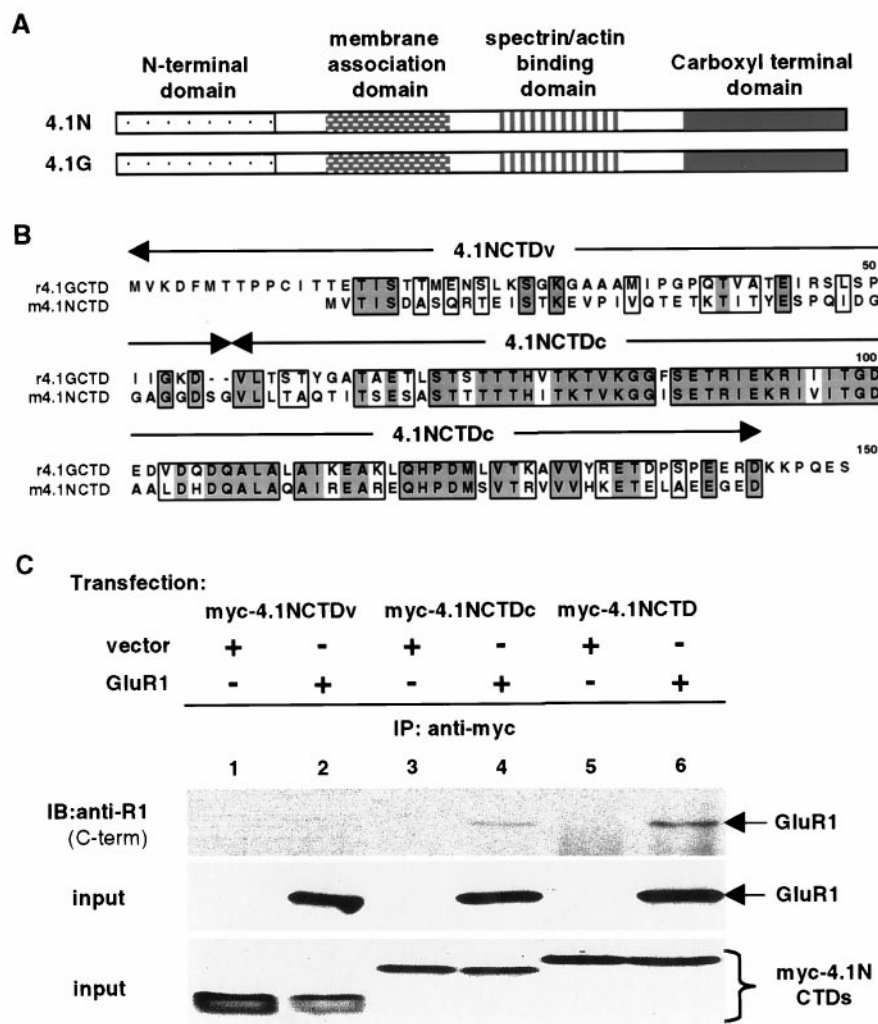 A
N-terminal domain
membrane association domain
spectrin/actin binding domain
Carboxyl terminal domain
4.1N
4.1G
B
4.1NCTDv
50
r4.1GCTD MVKDFMTTPPCITTETISTTMENSLKSGKGAAAMIPGPQTVATEIRSLSP
m4.1NCTD MVTISDASQRTEISTKEVPIVQTETKTITYESPQIDG
4.1NCTDc
100
r4.1GCTD IIGKD--VLTSTYGATAETLSTSTTTHVTKTVKGGFSETRIEKRIIITGD
m4.1NCTD GAGGDSGVLLTAQTITSESASTTTTTHITKTVKGGISETRIEKRIVITGD
4.1NCTDc
150
r4.1GCTD EDVDQDQALALAIKEAKLQHPDMLVTKAVVYRETDPSPEERDKKPQES
m4.1NCTD AALDHDQALAQAIREAREQHPDMSVTRVVVHKETELAEEGED
C
Transfection:
myc-4.1NCTDv myc-4.1NCTDc myc-4.1NCTD
vector + - + - + -
GluR1 - + - + - +
IP: anti-myc
1 2 3 4 5 6
IB:anti-R1
(C-term)
GluR1
input
GluR1
input
myc-4.1N
CTDs